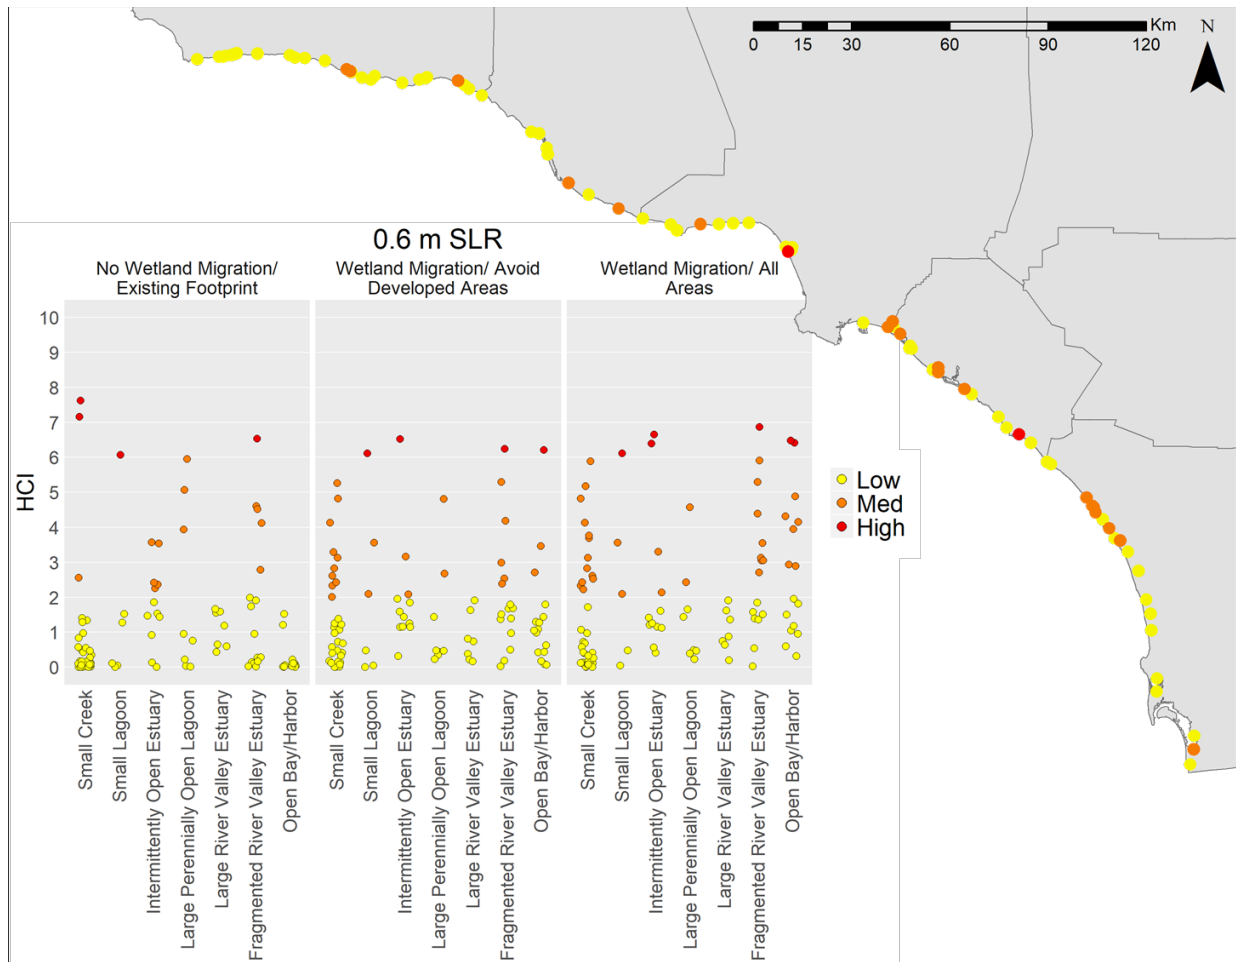 Km
N
0 15 30 60 90 120
0.6 m SLR
No Wetland Migration/
Existing Footprint
Wetland Migration/ Avoid
Developed Areas
Wetland Migration/ All
Areas
HCI
10
9
8
7
6
5
4
3
2
1
0
Low
Med
High
Small Creek
Small Lagoon
Intermittently Open Estuary
Large Perennially Open Lagoon
Large River Valley Estuary
Fragmented River Valley Estuary
Open Bay/Harbor
Small Creek
Small Lagoon
Intermittently Open Estuary
Large Perennially Open Lagoon
Large River Valley Estuary
Fragmented River Valley Estuary
Open Bay/Harbor
Small Creek
Small Lagoon
Intermittently Open Estuary
Large Perennially Open Lagoon
Large River Valley Estuary
Fragmented River Valley Estuary
Open Bay/Harbor